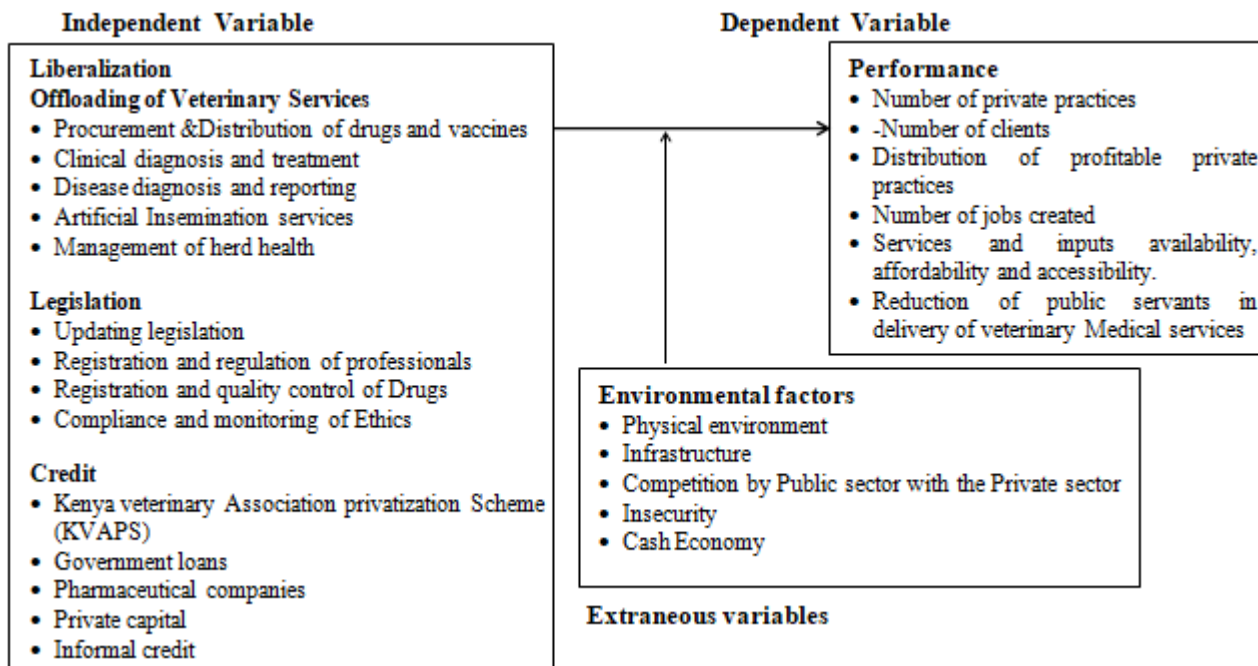 Independent Variable
Dependent Variable
Liberalization
Offloading of Veterinary Services
• Procurement &Distribution of drugs and vaccines
• Clinical diagnosis and treatment
• Disease diagnosis and reporting
• Artificial Insemination services
• Management of herd health
Legislation
• Updating legislation
• Registration and regulation of professionals
• Registration and quality control of Drugs
• Compliance and monitoring of Ethics
Credit
• Kenya veterinary Association privatization Scheme
(KVAPS)
• Government loans
• Pharmaceutical companies
• Private capital
• Informal credit
Performance
• Number of private practices
• -Number of clients
• Distribution of profitable private
practices
• Number of jobs created
• Services and inputs availability,
affordability and accessibility.
• Reduction of public servants in
delivery of veterinary Medical services
Environmental factors
• Physical environment
• Infrastructure
• Competition by Public sector with the Private sector
• Insecurity
• Cash Economy
Extraneous variables